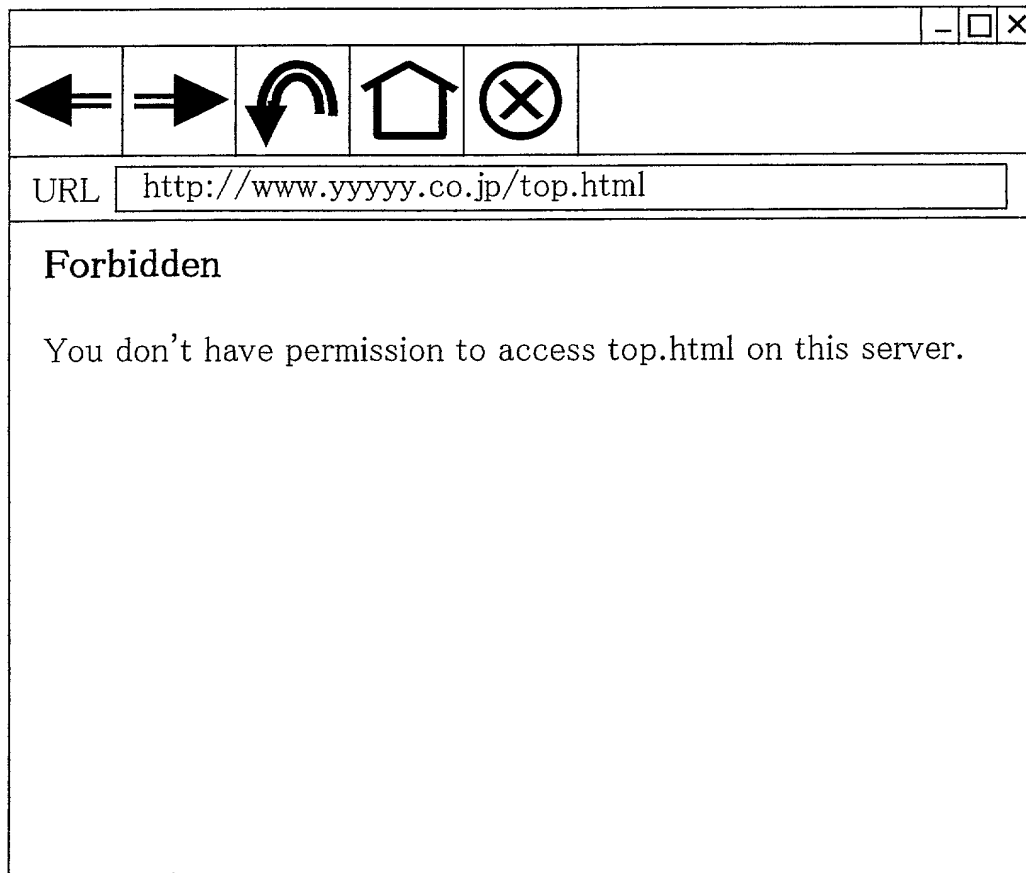 URL http://www.yyyyy.co.jp/top.html
Forbidden
You don't have permission to access top.html on this server.